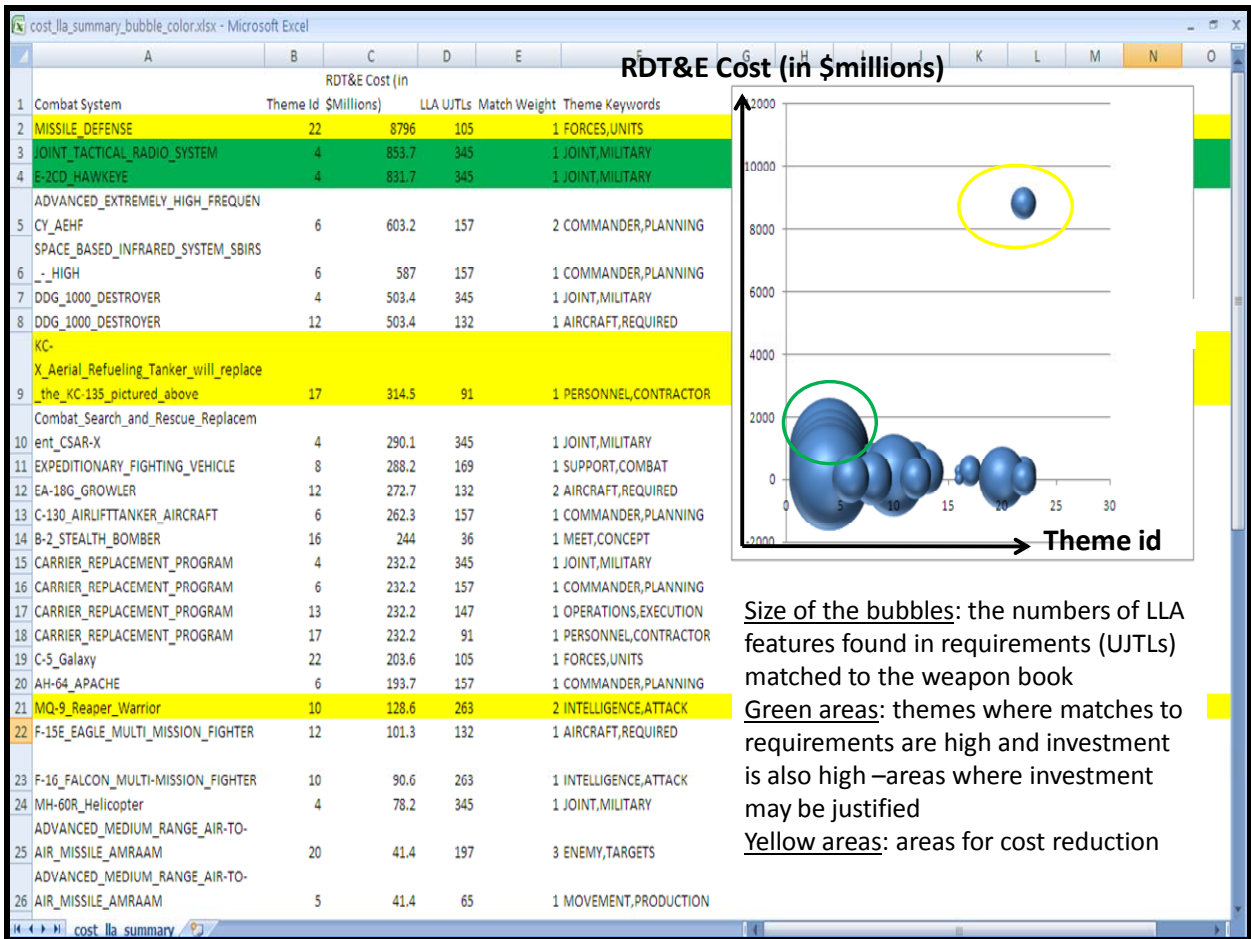 cost_lla_summary_bubble_color.xlsx - Microsoft Excel
A B C D E F G H I J K L M N O
1 Combat System Theme Id RDT&E Cost (in $Millions) LLA UJTLs Match Weight Theme Keywords
2 MISSILE_DEFENSE 22 8796 105 1 FORCES,UNITS
3 JOINT_TACTICAL_RADIO_SYSTEM 4 853.7 345 1 JOINT,MILITARY
4 E-2CD_HAWKEYE 4 831.7 345 1 JOINT,MILITARY
ADVANCED_EXTREMELY_HIGH_FREQUEN
5 CY_AEHF 6 603.2 157 2 COMMANDER,PLANNING
SPACE_BASED_INFRARED_SYSTEM_SBIRS
6 _-_HIGH 6 587 157 1 COMMANDER,PLANNING
7 DDG_1000_DESTROYER 4 503.4 345 1 JOINT,MILITARY
8 DDG_1000_DESTROYER 12 503.4 132 1 AIRCRAFT,REQUIRED
KC-
X_Aerial_Refueling_Tanker_will_replace
9 _the_KC-135_pictured_above 17 314.5 91 1 PERSONNEL,CONTRACTOR
Combat_Search_and_Rescue_Replacem
10 ent_CSAR-X 4 290.1 345 1 JOINT,MILITARY
11 EXPEDITIONARY_FIGHTING_VEHICLE 8 288.2 169 1 SUPPORT,COMBAT
12 EA-18G_GROWLER 12 272.7 132 2 AIRCRAFT,REQUIRED
13 C-130_AIRLIFTTANKER_AIRCRAFT 6 262.3 157 1 COMMANDER,PLANNING
14 B-2_STEALTH_BOMBER 16 244 36 1 MEET,CONCEPT
15 CARRIER_REPLACEMENT_PROGRAM 4 232.2 345 1 JOINT,MILITARY
16 CARRIER_REPLACEMENT_PROGRAM 6 232.2 157 1 COMMANDER,PLANNING
17 CARRIER_REPLACEMENT_PROGRAM 13 232.2 147 1 OPERATIONS,EXECUTION
18 CARRIER_REPLACEMENT_PROGRAM 17 232.2 91 1 PERSONNEL,CONTRACTOR
19 C-5_Galaxy 22 203.6 105 1 FORCES,UNITS
20 AH-64_APACHE 6 193.7 157 1 COMMANDER,PLANNING
21 MQ-9_Reaper_Warrior 10 128.6 263 2 INTELLIGENCE,ATTACK
22 F-15E_EAGLE_MULTI_MISSION_FIGHTER 12 101.3 132 1 AIRCRAFT,REQUIRED
23 F-16_FALCON_MULTI-MISSION_FIGHTER 10 90.6 263 1 INTELLIGENCE,ATTACK
24 MH-60R_Helicopter 4 78.2 345 1 JOINT,MILITARY
ADVANCED_MEDIUM_RANGE_AIR-TO-
25 AIR_MISSILE_AMRAAM 20 41.4 197 3 ENEMY,TARGETS
ADVANCED_MEDIUM_RANGE_AIR-TO-
26 AIR_MISSILE_AMRAAM 5 41.4 65 1 MOVEMENT,PRODUCTION
cost_lla_summary
RDT&E Cost (in $millions)
12000
10000
8000
6000
4000
2000
0
0 5 10 15 20 25 30
-2000
Theme id
Size of the bubbles: the numbers of LLA
features found in requirements (UJTLs)
matched to the weapon book
Green areas: themes where matches to
requirements are high and investment
is also high –areas where investment
may be justified
Yellow areas: areas for cost reduction